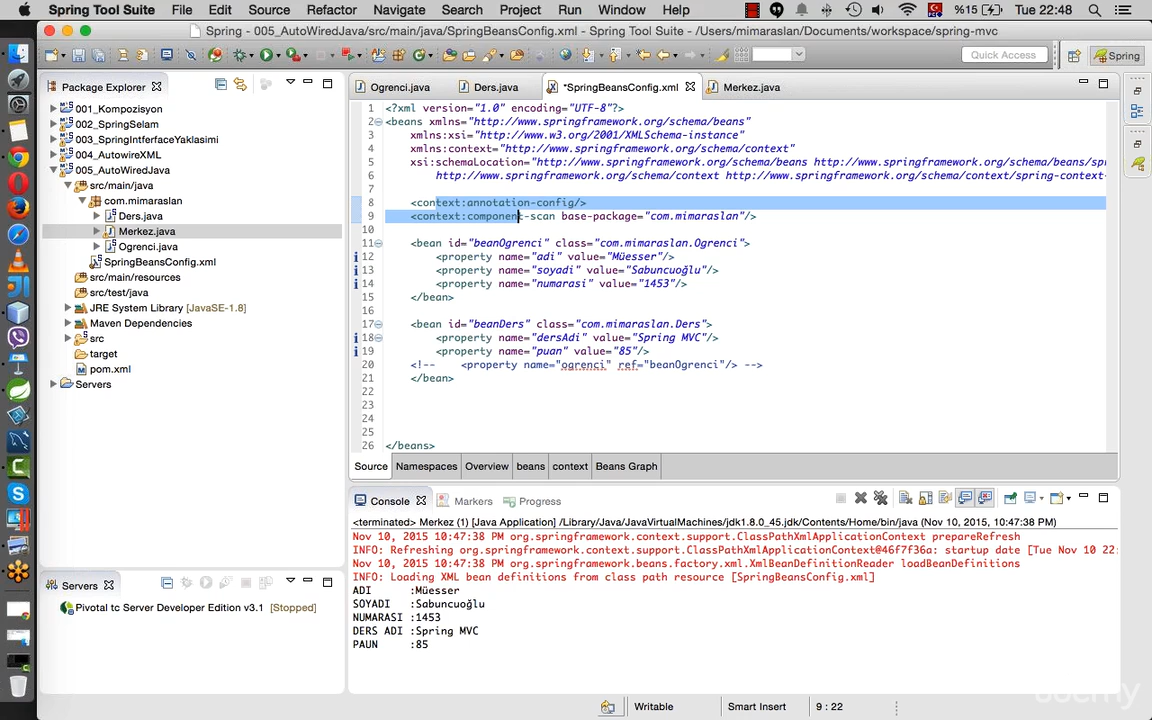 Spring Tool Suite File Edit Source Refactor Navigate Search Project Run Window Help %15 Tue 22:48
Spring - 005_AutoWiredJava/src/main/java/SpringBeansConfig.xml - Spring Tool Suite - /Users/mimaraslan/Documents/workspace/spring-mvc
Quick Access
Spring
Package Explorer
001_Kompozisyon
002_SpringSelam
003_SpringIntferfaceYaklasimi
004_AutowireXML
005_AutoWiredJava
src/main/java
com.mimaraslan
Ders.java
Merkez.java
Ogrenci.java
SpringBeansConfig.xml
src/main/resources
src/test/java
JRE System Library [JavaSE-1.8]
Maven Dependencies
src
target
pom.xml
Servers
Servers
Pivotal tc Server Developer Edition v3.1 [Stopped]
Ogrenci.java Ders.java *SpringBeansConfig.xml Merkez.java
1 <?xml version="1.0" encoding="UTF-8"?>
2 <beans xmlns="http://www.springframework.org/schema/beans"
3 xmlns:xsi="http://www.w3.org/2001/XMLSchema-instance"
4 xmlns:context="http://www.springframework.org/schema/context"
5 xsi:schemaLocation="http://www.springframework.org/schema/beans http://www.springframework.org/schema/beans/spr
6 http://www.springframework.org/schema/context http://www.springframework.org/schema/context/spring-context
7
8 <context:annotation-config/>
9 <context:component-scan base-package="com.mimaraslan"/>
10
11 <bean id="beanOgrenci" class="com.mimaraslan.Ogrenci">
12 <property name="adi" value="Müesser"/>
13 <property name="soyadi" value="Sabuncuoğlu"/>
14 <property name="numarasi" value="1453"/>
15 </bean>
16
17 <bean id="beanDers" class="com.mimaraslan.Ders">
18 <property name="dersAdi" value="Spring MVC"/>
19 <property name="puan" value="85"/>
20 <!-- <property name="ogrenci" ref="beanOgrenci"/> -->
21 </bean>
22
23
24
25
26 </beans>
Source Namespaces Overview beans context Beans Graph
Console Markers Progress
<terminated> Merkez (1) [Java Application] /Library/Java/JavaVirtualMachines/jdk1.8.0_45.jdk/Contents/Home/bin/java (Nov 10, 2015, 10:47:38 PM)
Nov 10, 2015 10:47:38 PM org.springframework.context.support.ClassPathXmlApplicationContext prepareRefresh
INFO: Refreshing org.springframework.context.support.ClassPathXmlApplicationContext@46f7f36a: startup date [Tue Nov 10 22:
Nov 10, 2015 10:47:38 PM org.springframework.beans.factory.xml.XmlBeanDefinitionReader loadBeanDefinitions
INFO: Loading XML bean definitions from class path resource [SpringBeansConfig.xml]
ADI :Müesser
SOYADI :Sabuncuoğlu
NUMARASI :1453
DERS ADI :Spring MVC
PAUN :85
Writable Smart Insert 9 : 22
udemy